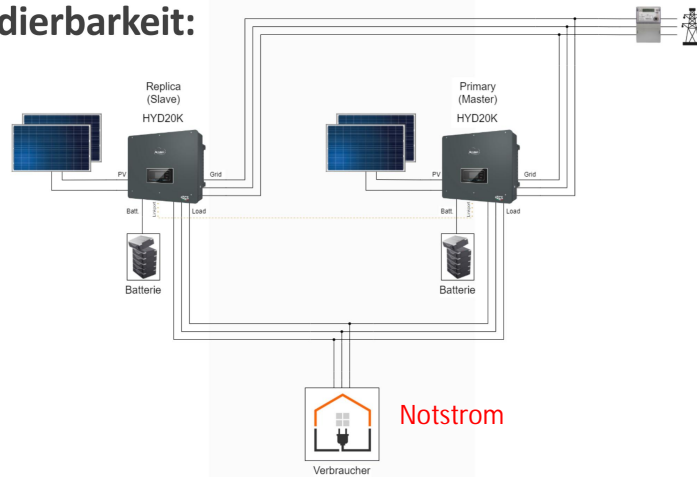 dierbarkeit:
Replica
(Slave)
HYD20K
Primary
(Master)
HYD20K
PV
Grid
PV
Grid
Batt.
Load
Batt.
Load
Batterie
Batterie
Notstrom
Verbraucher